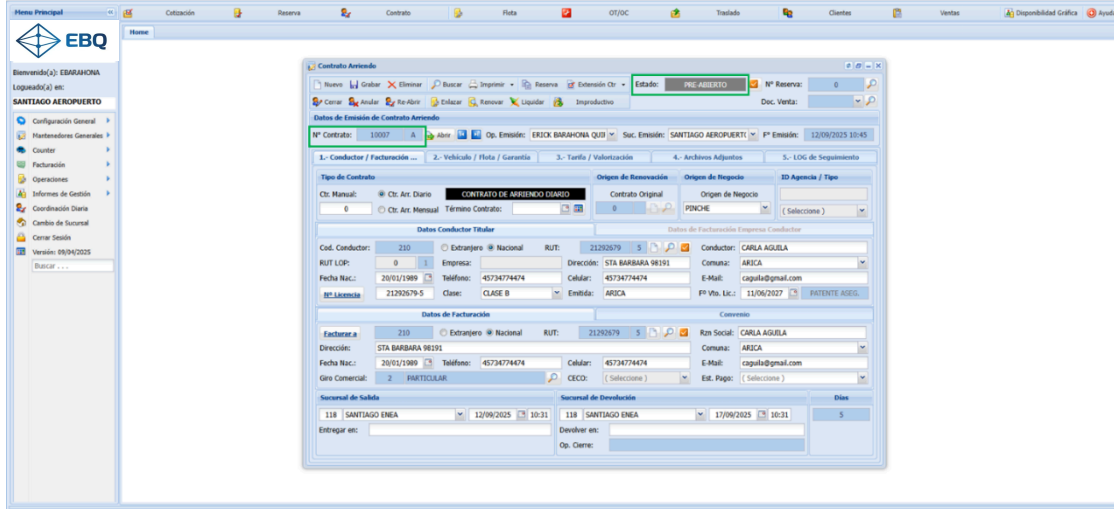 Menu Principal
Cotización Reserva Contrato Flota OT/OC Traslado Clientes Ventas Disponibilidad Gráfica Ayuda
Home
EBQ
Bienvenido(a): EBARAHONA
Logueado(a) en:
SANTIAGO AEROPUERTO
Configuración General
Mantenedores Generales
Counter
Facturación
Operaciones
Informes de Gestión
Coordinación Diaria
Cambio de Sucursal
Cerrar Sesión
Versión: 09/04/2025
Buscar . . .
Contrato Arriendo
Nuevo Grabar Eliminar Buscar Imprimir Reserva Extensión Ctr Estado: PRE-ABIERTO Nº Reserva: 0
Cerrar Anular Re-Abrir Enlazar Renovar Liquidar Improductivo Doc. Venta:
Datos de Emisión de Contrato Arriendo
Nº Contrato: 10007 A Abrir Op. Emisión: ERICK BARAHONA QUIJ Suc. Emisión: SANTIAGO AEROPUERTO Fº Emisión: 12/09/2025 10:45
1.- Conductor / Facturación ... 2.- Vehículo / Flota / Garantía 3.- Tarifa / Valorización 4.- Archivos Adjuntos 5.- LOG de Seguimiento
Tipo de Contrato Origen de Renovación Origen de Negocio ID Agencia / Tipo
Ctr. Manual: Ctr. Arr. Diario CONTRATO DE ARRIENDO DIARIO Contrato Original Origen de Negocio
0 Ctr. Arr. Mensual Término Contrato: 0 PINCHE ( Seleccione )
Datos Conductor Titular Datos de Facturación Empresa Conductor
Cod. Conductor: 210 Extranjero Nacional RUT: 21292679 5 Conductor: CARLA AGUILA
RUT LOP: 0 1 Empresa: Dirección: STA BARBARA 98191 Comuna: ARICA
Fecha Nac.: 20/01/1989 Teléfono: 45734774474 Celular: 45734774474 E-Mail: caguila@gmail.com
Nº Licencia 21292679-5 Clase: CLASE B Emitida: ARICA Fº Vto. Lic.: 11/06/2027 PATENTE ASEG.
Datos de Facturación Convenio
Facturar a 210 Extranjero Nacional RUT: 21292679 5 Rzn Social: CARLA AGUILA
Dirección: STA BARBARA 98191 Comuna: ARICA
Fecha Nac.: 20/01/1989 Teléfono: 45734774474 Celular: 45734774474 E-Mail: caguila@gmail.com
Giro Comercial: 2 PARTICULAR CECO: ( Seleccione ) Est. Pago: ( Seleccione )
Sucursal de Salida Sucursal de Devolución Días
118 SANTIAGO ENEA 12/09/2025 10:31 118 SANTIAGO ENEA 17/09/2025 10:31 5
Entregar en: Devolver en:
Op. Cierre: